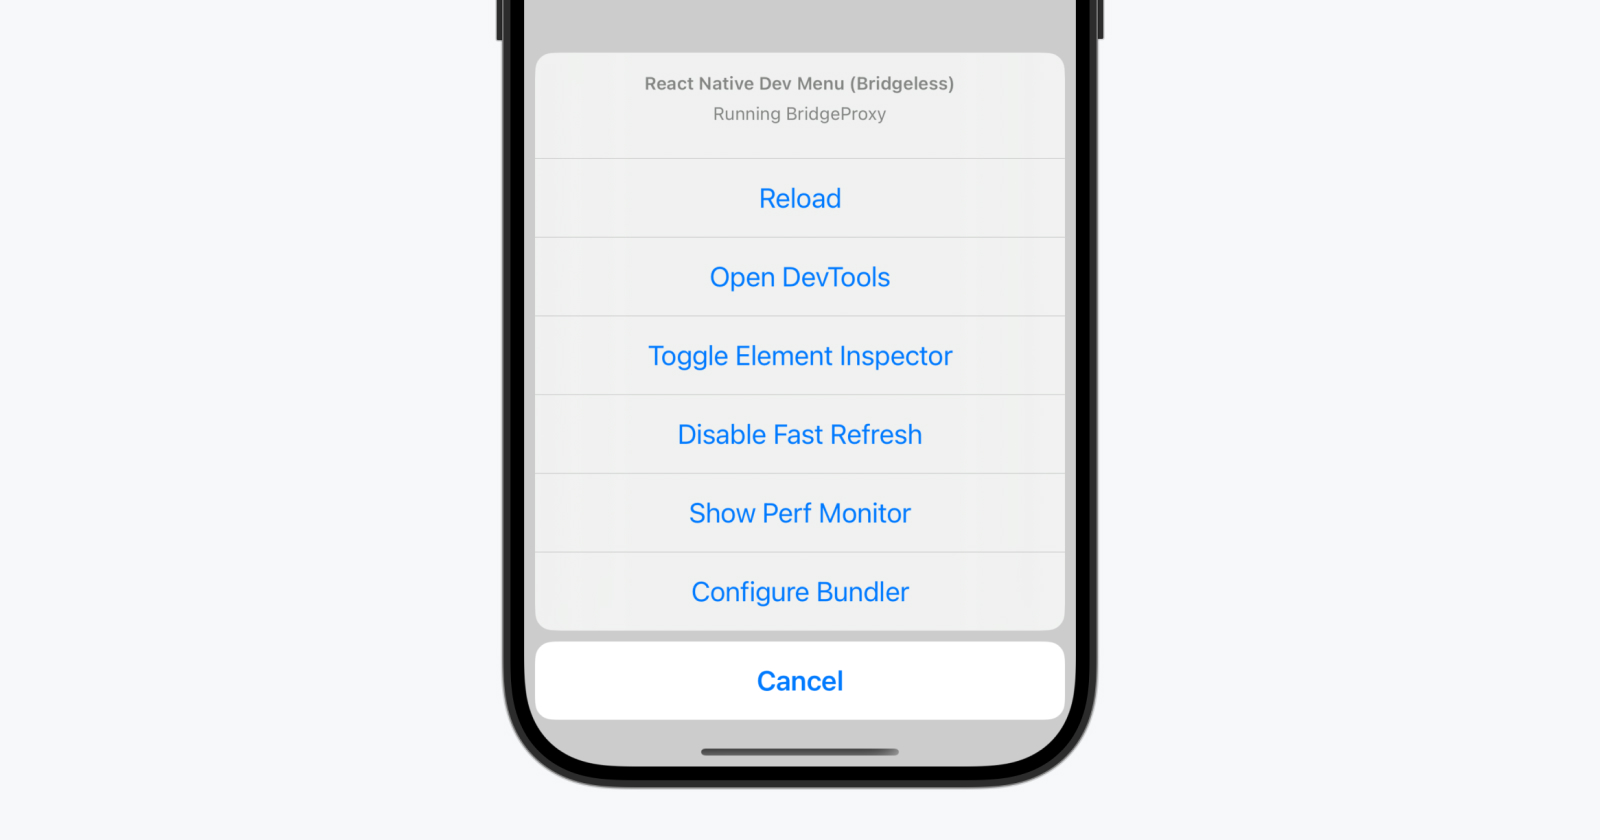 React Native Dev Menu (Bridgeless)
Running BridgeProxy
Reload
Open DevTools
Toggle Element Inspector
Disable Fast Refresh
Show Perf Monitor
Configure Bundler
Cancel